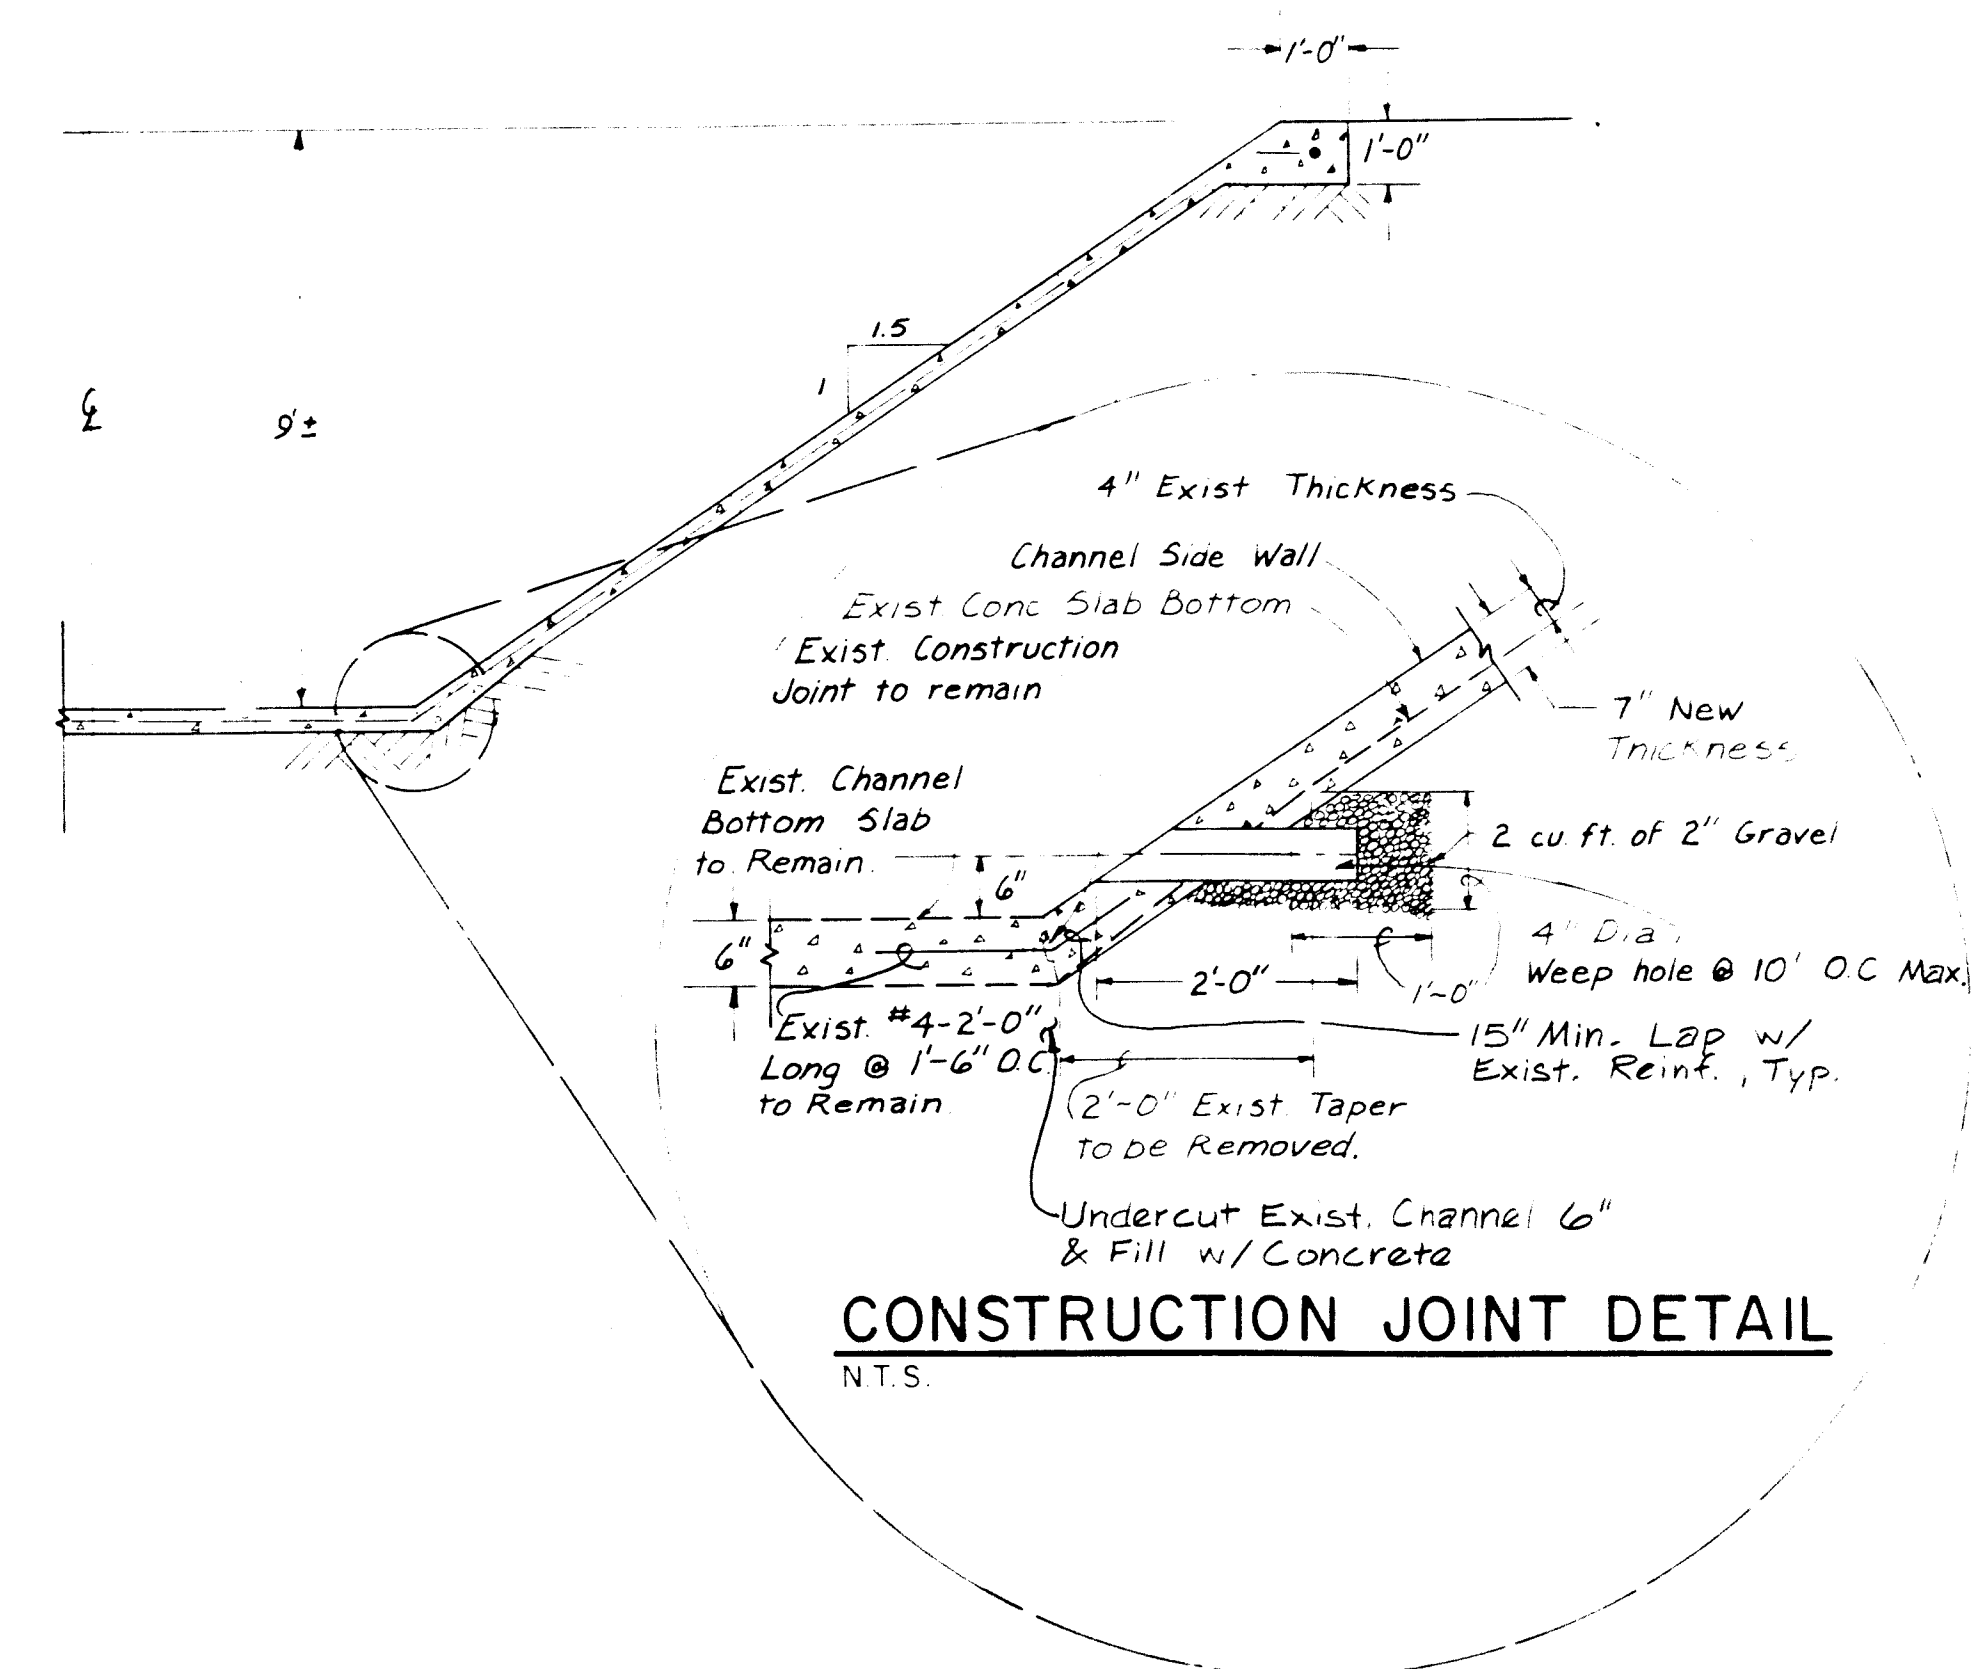 1'-0"
1'-0"
1.5
1
℄
9'±
4" Exist Thickness
Channel Side Wall
Exist. Conc Slab Bottom
Exist. Construction
Joint to remain
7" New
Thickness
Exist. Channel
Bottom Slab
to Remain.
2 cu. ft. of 2" Gravel
6"
6"
4" Dia.
Weep hole @ 10' O.C Max.
2'-0"
1'-0"
Exist. #4-2'-0"
Long @ 1'-6" O.C.
to Remain.
15" Min. Lap w/
Exist. Reinf., Typ.
2'-0" Exist. Taper
to be Removed.
Undercut Exist. Channel 6"
& Fill w/ Concrete
CONSTRUCTION JOINT DETAIL
N.T.S.